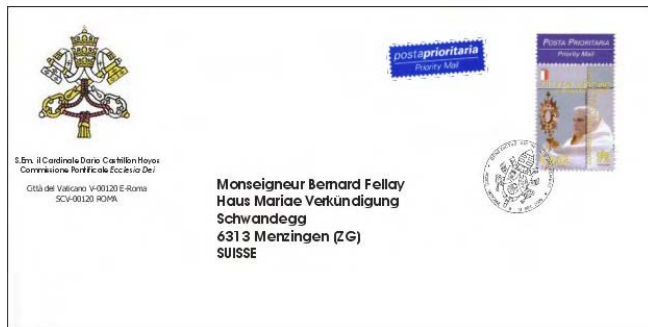 postaprioritaria
Priority Mail
POSTA PRIORITARIA
Priority Mail
S.Em. il Cardinale Dario Castrillon Hoyos
Commissione Pontificale Ecclesia Dei
Città del Vaticano V-00120 E-Roma
SCV-00120 ROMA
Monseigneur Bernard Fellay
Haus Mariae Verkündigung
Schwandegg
6313 Menzingen (ZG)
SUISSE